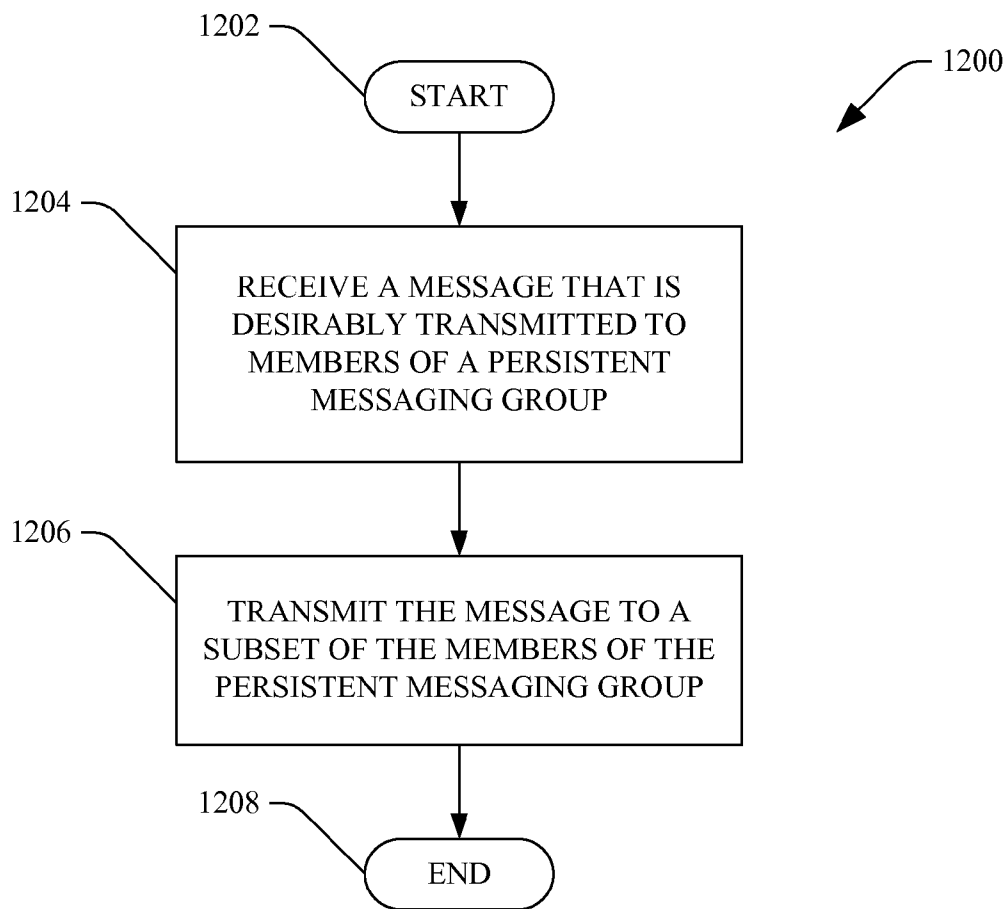 1202
START
1200
1204
RECEIVE A MESSAGE THAT IS
DESIRABLY TRANSMITTED TO
MEMBERS OF A PERSISTENT
MESSAGING GROUP
1206
TRANSMIT THE MESSAGE TO A
SUBSET OF THE MEMBERS OF THE
PERSISTENT MESSAGING GROUP
1208
END